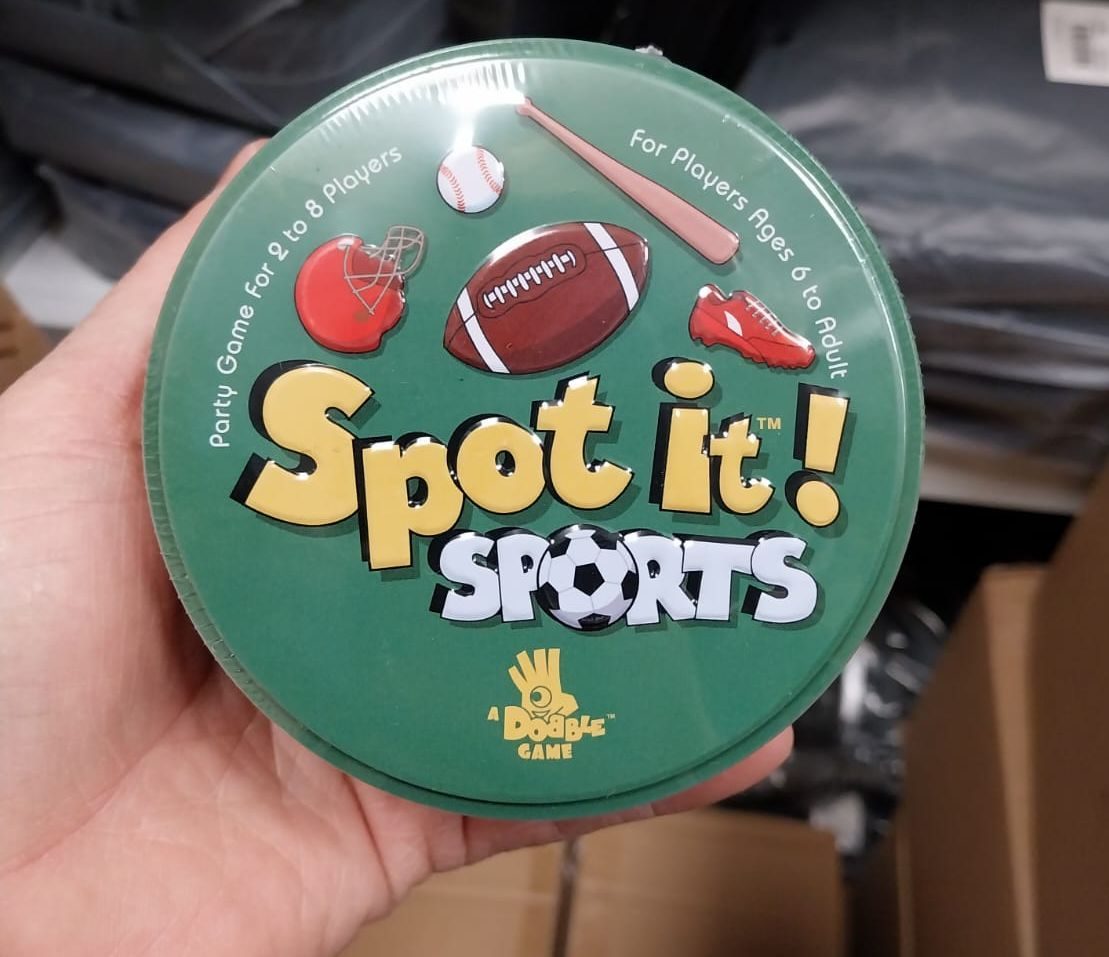 Party Game For 2 to 8 Players
For Players Ages 6 to Adult
Spot it!™
SPORTS
A DOBBLE™
GAME